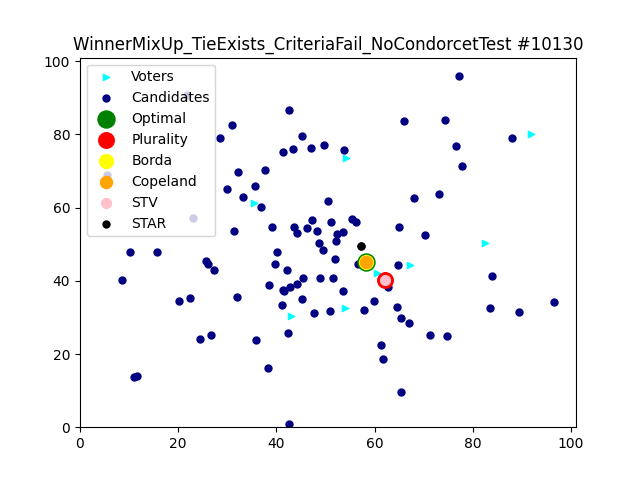 WinnerMixUp_TieExists_CriteriaFail_NoCondorcetTest #10130
100
80
60
40
20
0
Voters
Candidates
Optimal
Plurality
Borda
Copeland
STV
STAR
0 20 40 60 80 100